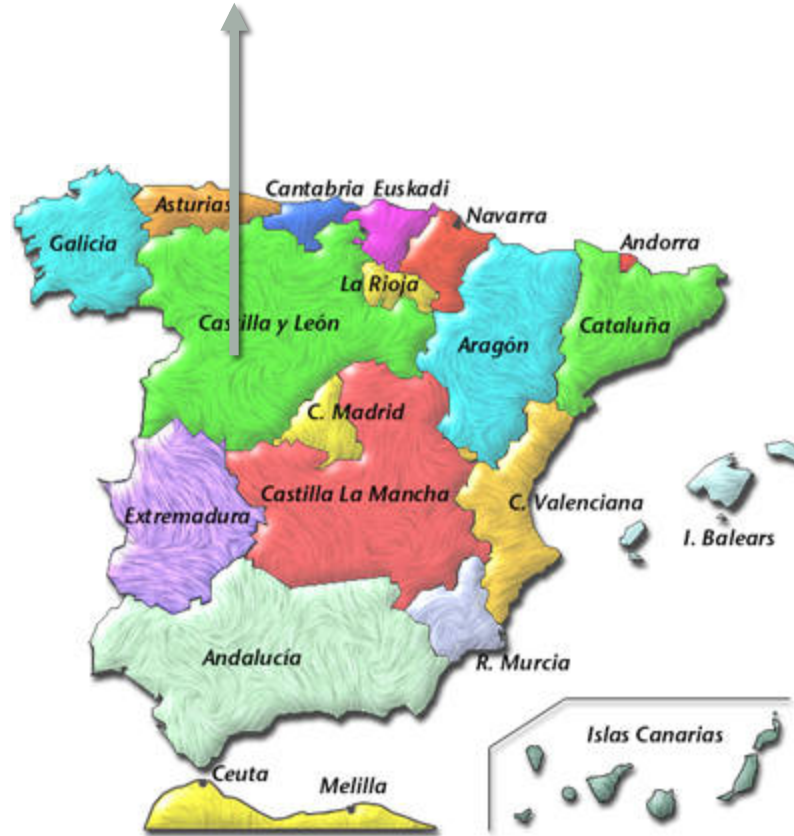 Cantabria Euskadi
Asturias
Navarra
Galicia
Andorra
La Rioja
Castilla y León
Cataluña
Aragón
C. Madrid
Castilla La Mancha
C. Valenciana
Extremadura
I. Balears
Andalucía
R. Murcia
Islas Canarias
Ceuta
Melilla